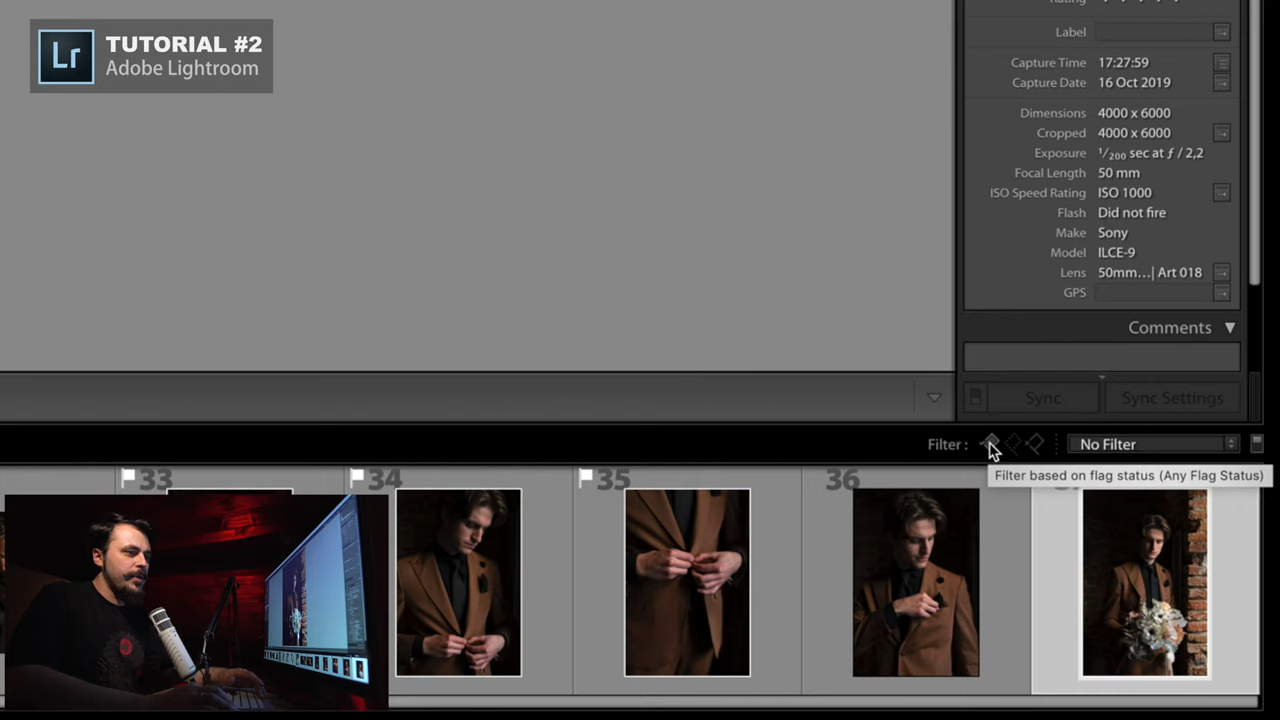 Lr
TUTORIAL #2
Adobe Lightroom
Rating
Label
Capture Time 17:27:59
Capture Date 16 Oct 2019
Dimensions 4000 x 6000
Cropped 4000 x 6000
Exposure 1/200 sec at ƒ / 2,2
Focal Length 50 mm
ISO Speed Rating ISO 1000
Flash Did not fire
Make Sony
Model ILCE-9
Lens 50mm...| Art 018
GPS
Comments
Sync Sync Settings
Filter : No Filter
Filter based on flag status (Any Flag Status)
33 34 35 36